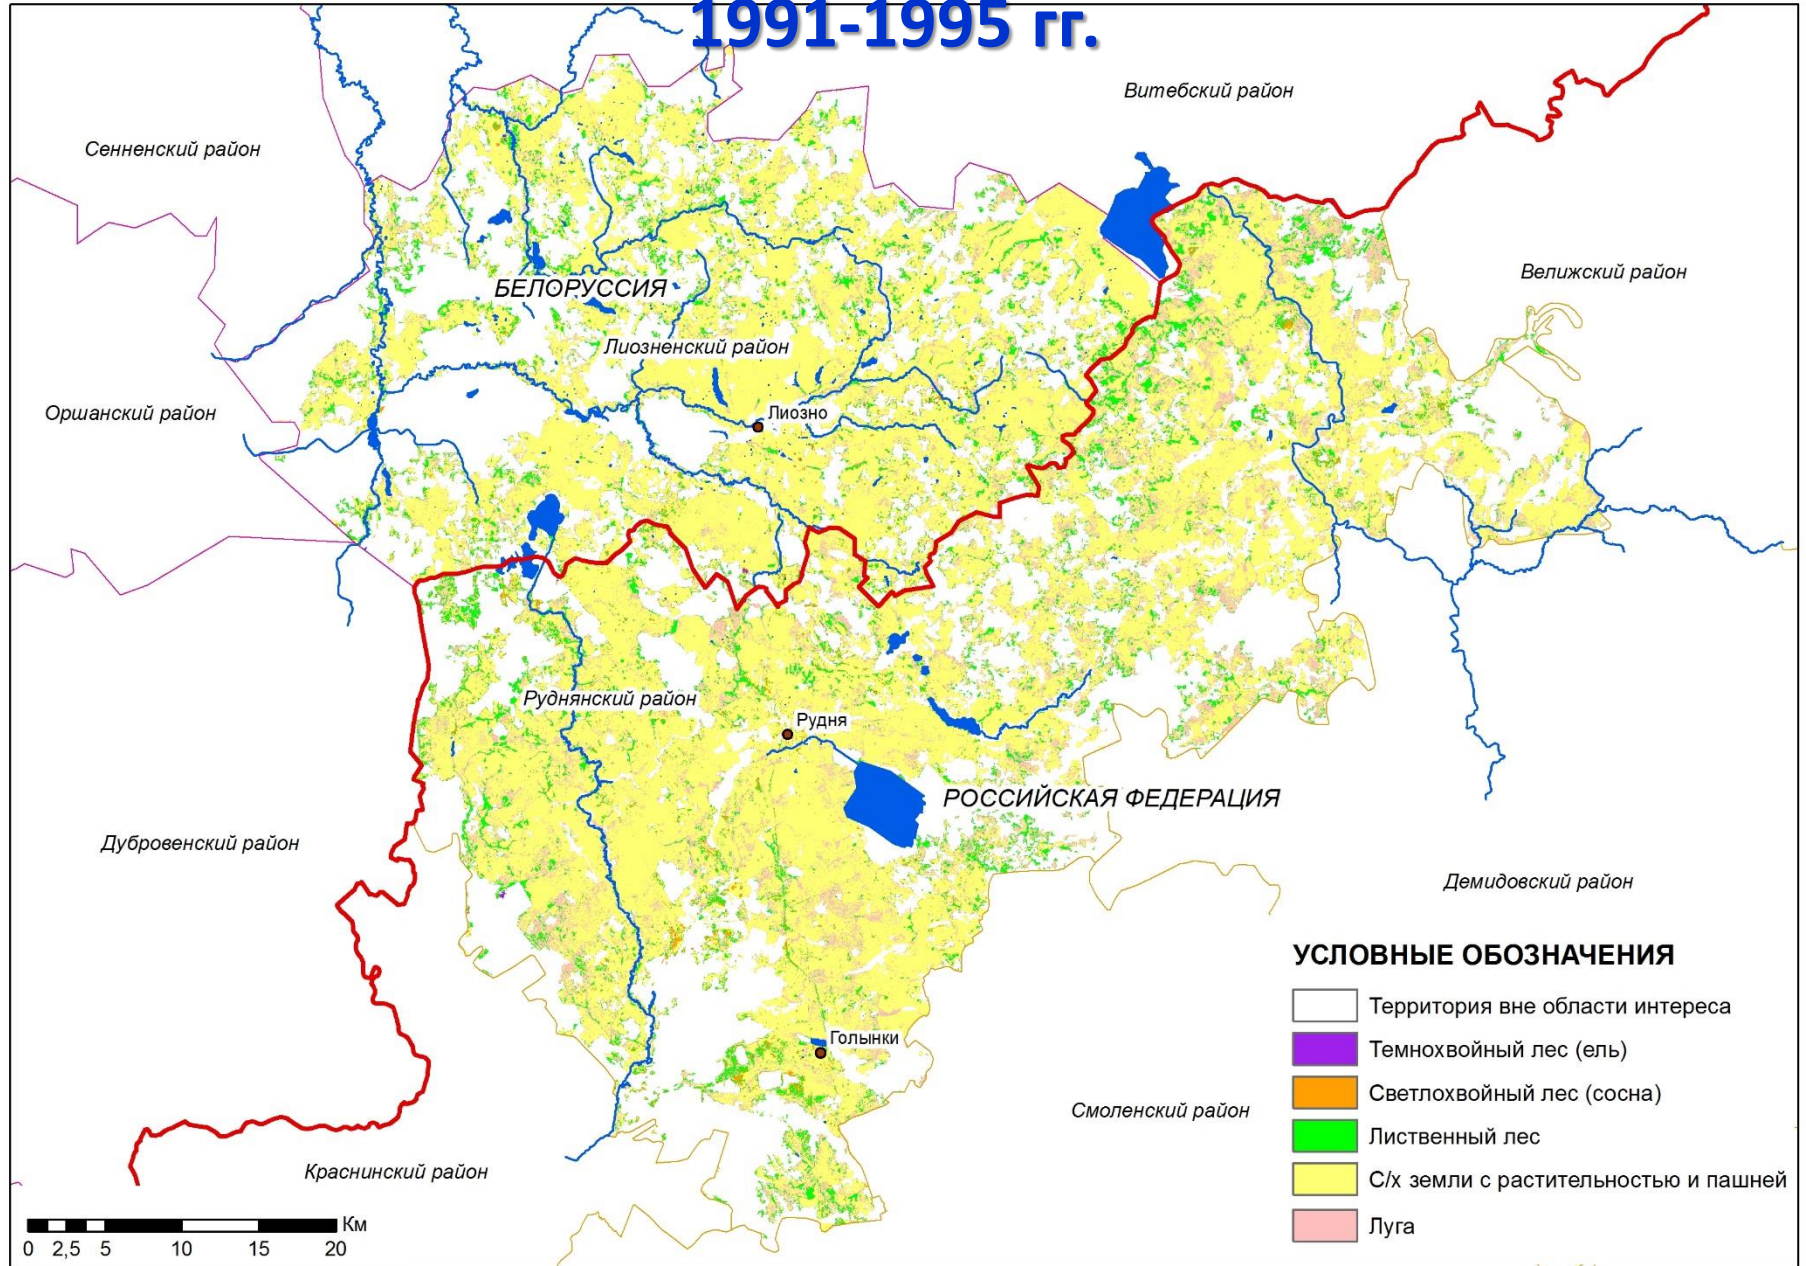 1991-1995 гг.
Витебский район
Сенненский район
Велижский район
БЕЛОРУССИЯ
Лиозненский район
Оршанский район
Лиозно
Руднянский район
Рудня
РОССИЙСКАЯ ФЕДЕРАЦИЯ
Дубровенский район
Демидовский район
УСЛОВНЫЕ ОБОЗНАЧЕНИЯ
Территория вне области интереса
Голынки
Темнохвойный лес (ель)
Светлохвойный лес (сосна)
Смоленский район
Лиственный лес
Краснинский район
С/х земли с растительностью и пашней
Луга
Км
0 2,5 5 10 15 20